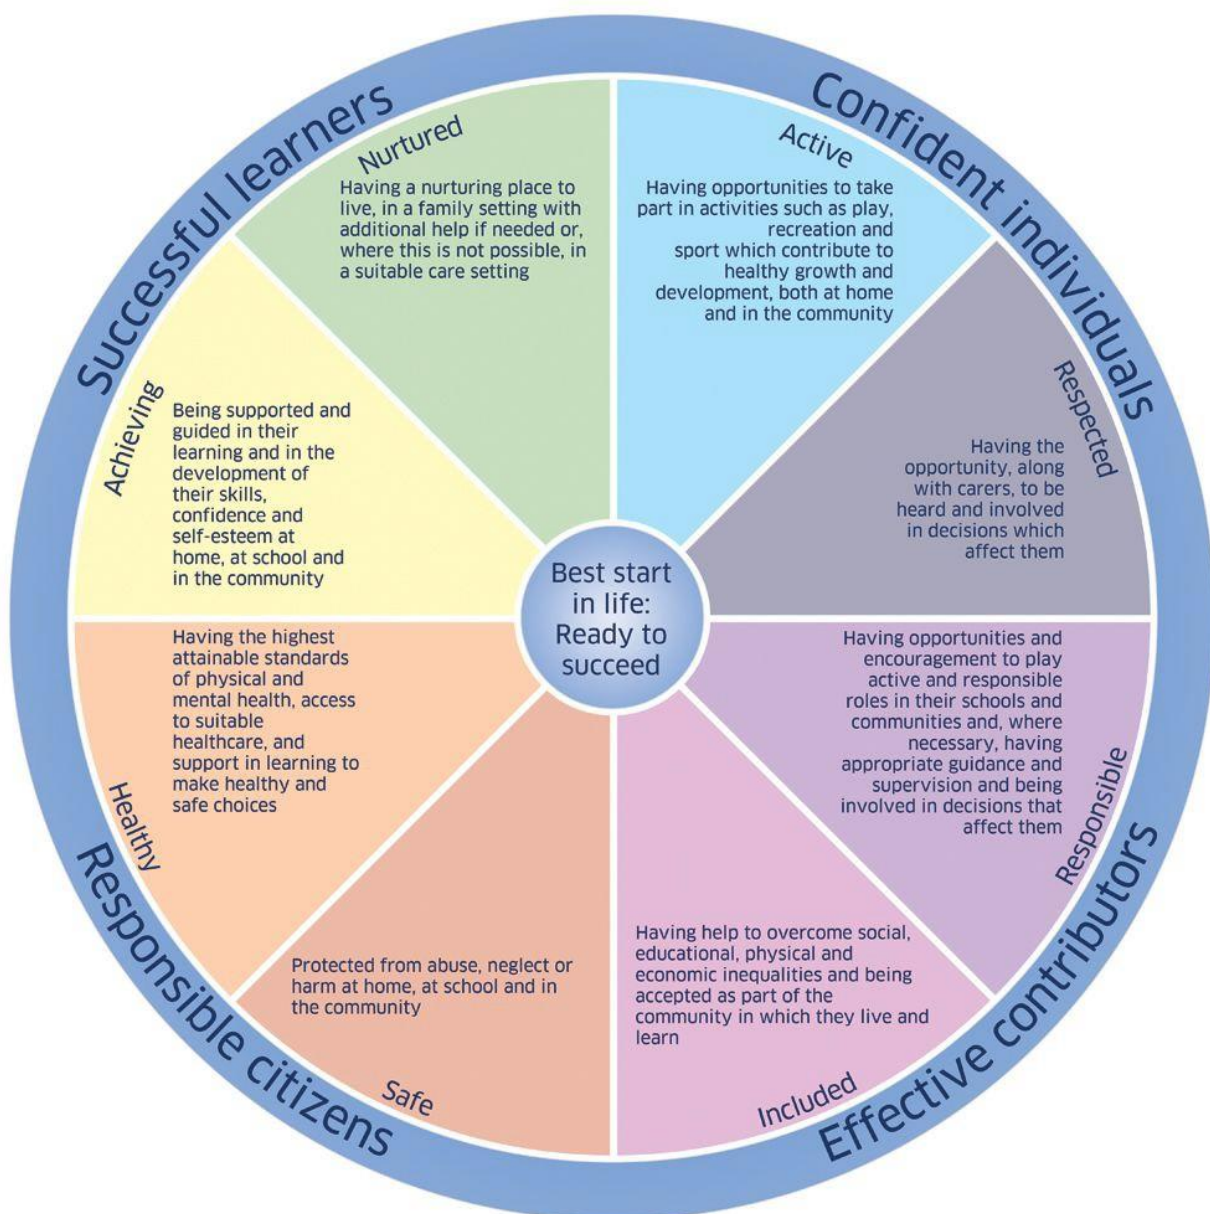 Successful learners
Confident individuals
Nurtured
Having a nurturing place to
live, in a family setting with
additional help if needed or,
where this is not possible, in
a suitable care setting
Active
Having opportunities to take
part in activities such as play,
recreation and
sport which contribute to
healthy growth and
development, both at home
and in the community
Achieving
Being supported and
guided in their
learning and in the
development of
their skills,
confidence and
self-esteem at
home, at school and
in the community
Respected
Having the
opportunity, along
with carers, to be
heard and involved
in decisions which
affect them
Best start
in life:
Ready to
succeed
Having the highest
attainable standards
of physical and
mental health, access
to suitable
healthcare, and
support in learning to
make healthy and
safe choices
Healthy
Having opportunities and
encouragement to play
active and responsible
roles in their schools and
communities and, where
necessary, having
appropriate guidance and
supervision and being
involved in decisions that
affect them
Responsible
Protected from abuse, neglect or
harm at home, at school and in
the community
Safe
Having help to overcome social,
educational, physical and
economic inequalities and being
accepted as part of the
community in which they live and
learn
Included
Responsible citizens
Effective contributors